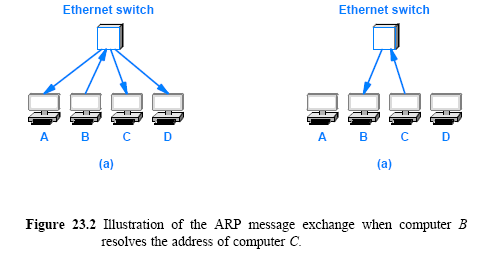 Ethernet switch Ethernet switch
A B C D A B C D
(a) (a)
Figure 23.2 Illustration of the ARP message exchange when computer B
resolves the address of computer C.